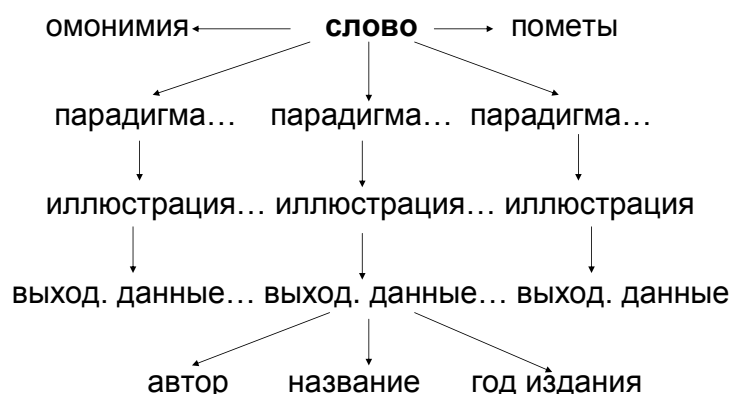 омонимия слово пометы
парадигма… парадигма… парадигма…
иллюстрация… иллюстрация… иллюстрация
выход. данные… выход. данные… выход. данные
автор название год издания